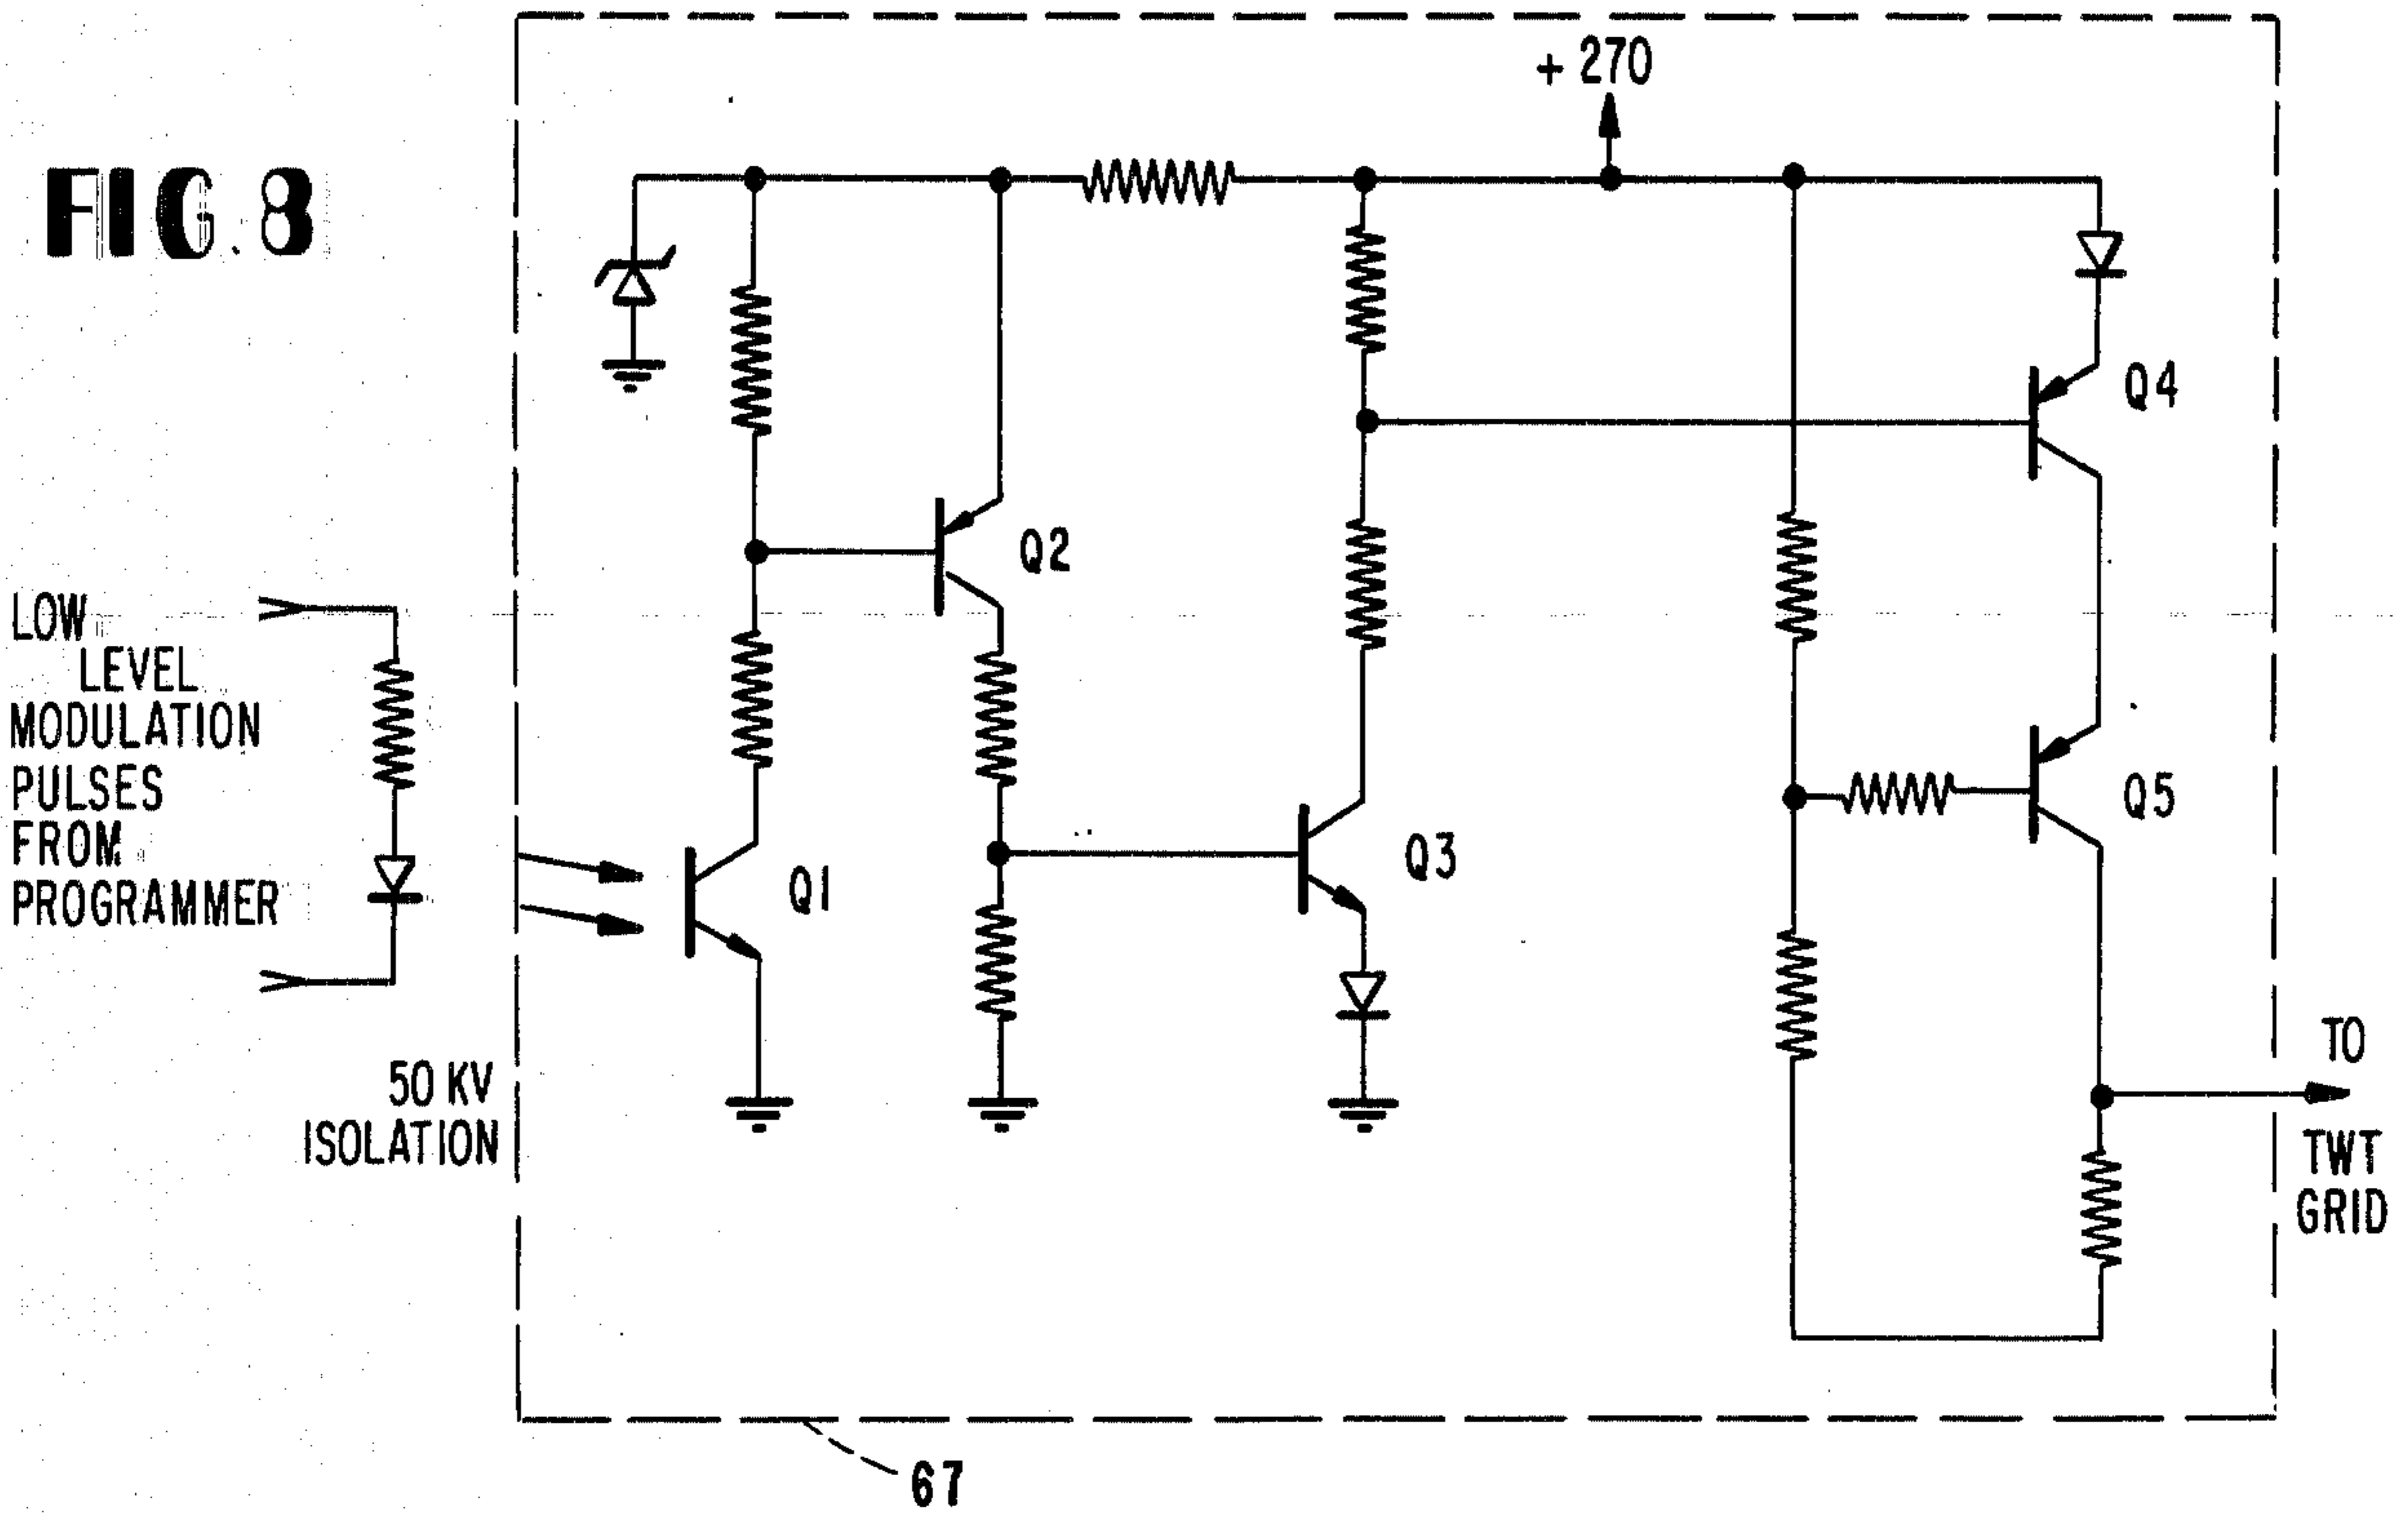 FIG. 8
+ 270
Q4
Q2
LOW
LEVEL
MODULATION
PULSES
FROM
PROGRAMMER
Q5
Q3
Q1
TO
TWT
GRID
50 KV
ISOLATION
67